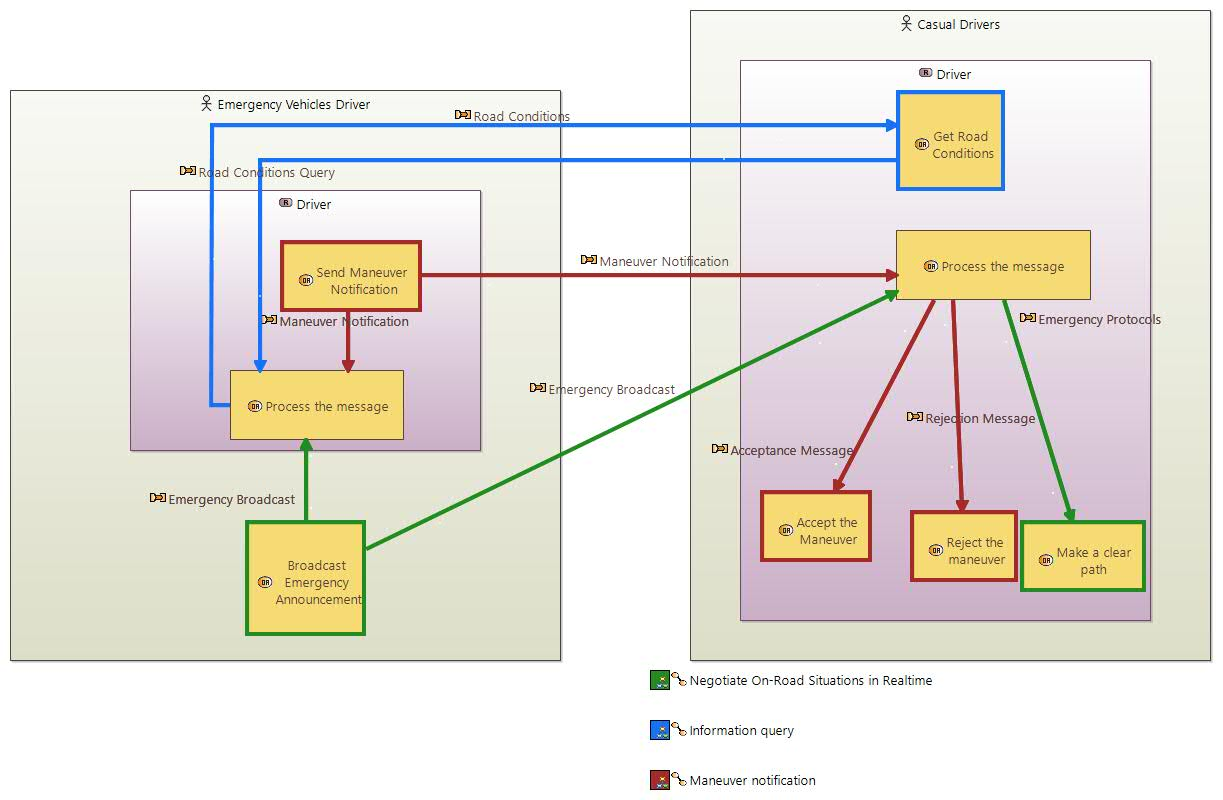 Casual Drivers
Driver
Emergency Vehicles Driver
Road Conditions
Get Road
Conditions
Road Conditions Query
Driver
Send Maneuver
Notification
Maneuver Notification
Process the message
Maneuver Notification
Emergency Protocols
Emergency Broadcast
Process the message
Rejection Message
Acceptance Message
Emergency Broadcast
Accept the
Maneuver
Reject the
maneuver
Make a clear
path
Broadcast
Emergency
Announcement
Negotiate On-Road Situations in Realtime
Information query
Maneuver notification